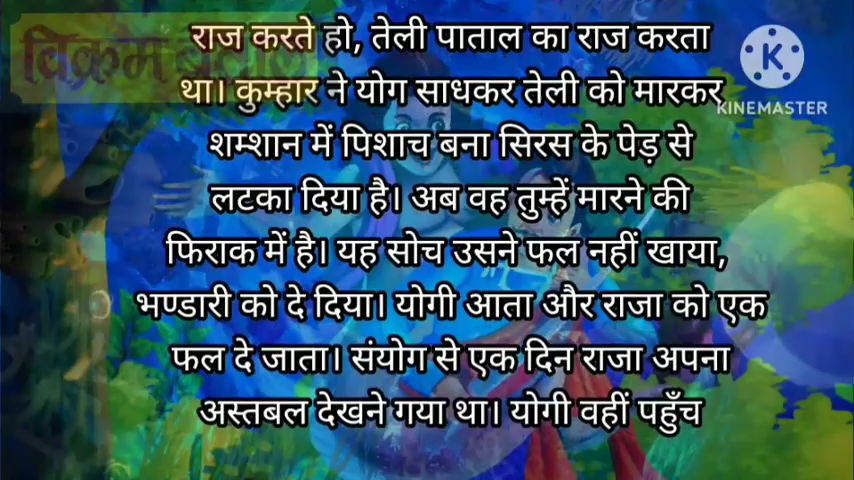 विक्रम बेताल
राज करते हो, तेली पाताल का राज करता
था। कुम्हार ने योग साधकर तेली को मारकर
शम्शान में पिशाच बना सिरस के पेड़ से
लटका दिया है। अब वह तुम्हें मारने की
फिराक में है। यह सोच उसने फल नहीं खाया,
भण्डारी को दे दिया। योगी आता और राजा को एक
फल दे जाता। संयोग से एक दिन राजा अपना
अस्तबल देखने गया था। योगी वहीं पहुँच
K
KINEMASTER